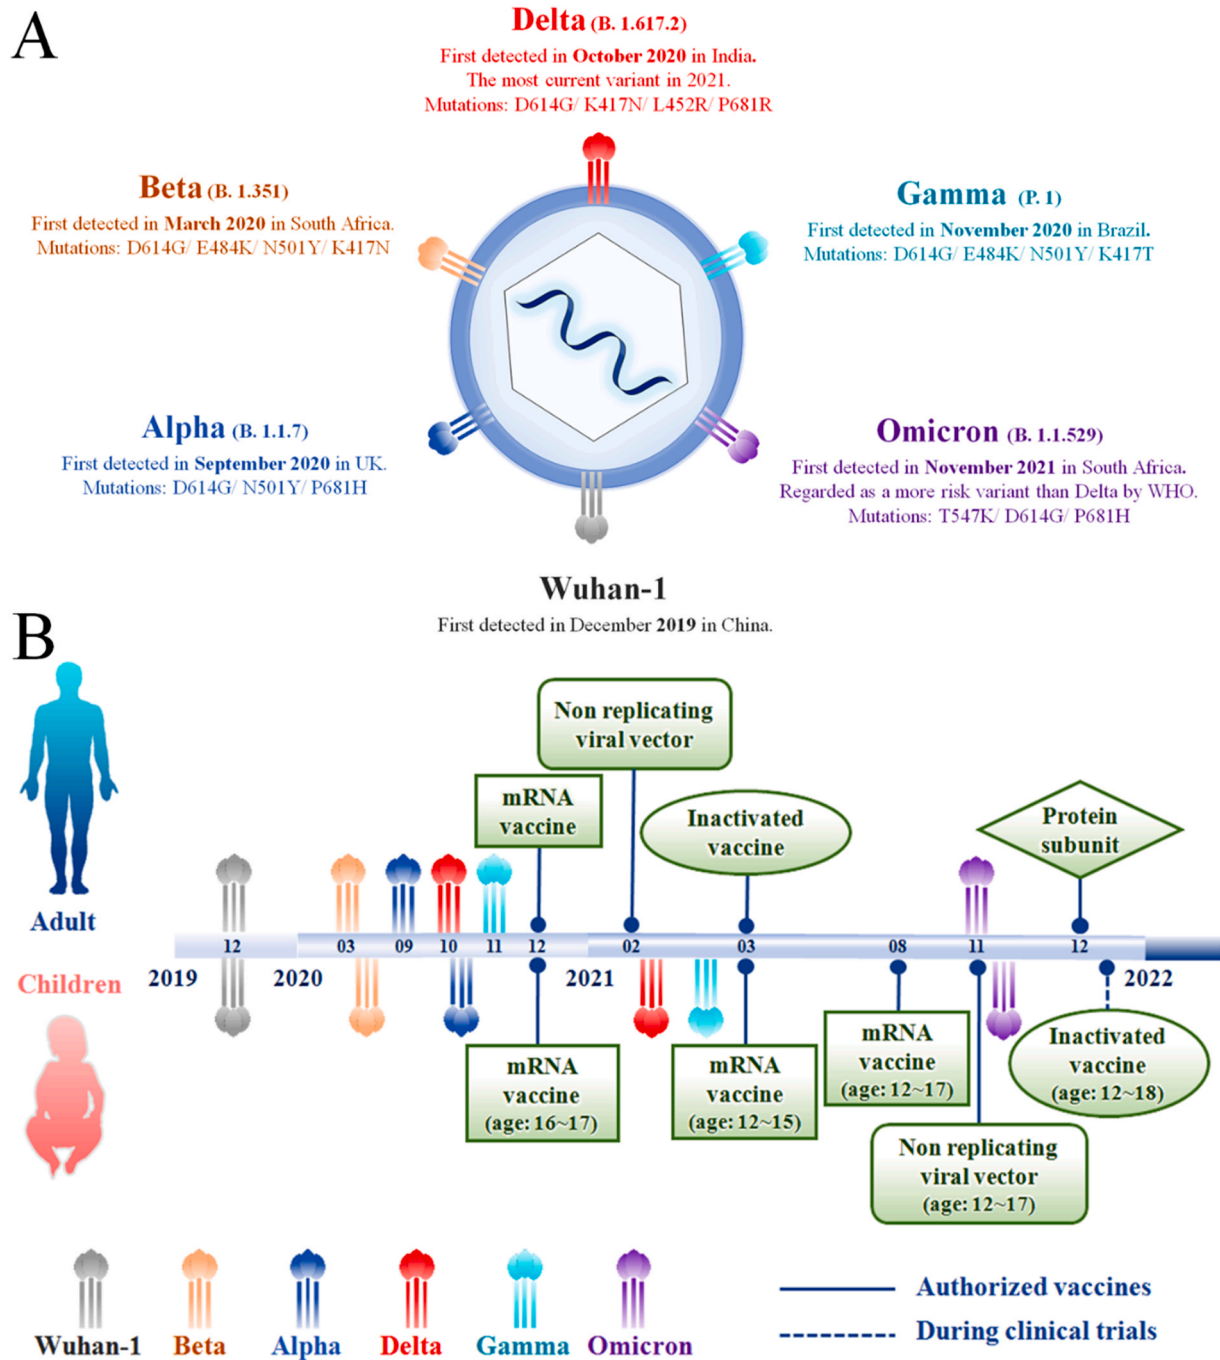 A
Delta (B. 1.617.2)
First detected in October 2020 in India.
The most current variant in 2021.
Mutations: D614G/ K417N/ L452R/ P681R
Beta (B. 1.351)
First detected in March 2020 in South Africa.
Mutations: D614G/ E484K/ N501Y/ K417N
Gamma (P. 1)
First detected in November 2020 in Brazil.
Mutations: D614G/ E484K/ N501Y/ K417T
Alpha (B. 1.1.7)
First detected in September 2020 in UK.
Mutations: D614G/ N501Y/ P681H
Omicron (B. 1.1.529)
First detected in November 2021 in South Africa.
Regarded as a more risk variant than Delta by WHO.
Mutations: T547K/ D614G/ P681H
Wuhan-1
First detected in December 2019 in China.
B
Non replicating
viral vector
mRNA
vaccine
Inactivated
vaccine
Protein
subunit
Adult
12
03
09
10
11
12
02
03
08
11
12
2019
2020
2021
2022
Children
mRNA
vaccine
(age: 16~17)
mRNA
vaccine
(age: 12~15)
mRNA
vaccine
(age: 12~17)
Inactivated
vaccine
(age: 12~18)
Non replicating
viral vector
(age: 12~17)
Wuhan-1
Beta
Alpha
Delta
Gamma
Omicron
Authorized vaccines
During clinical trials